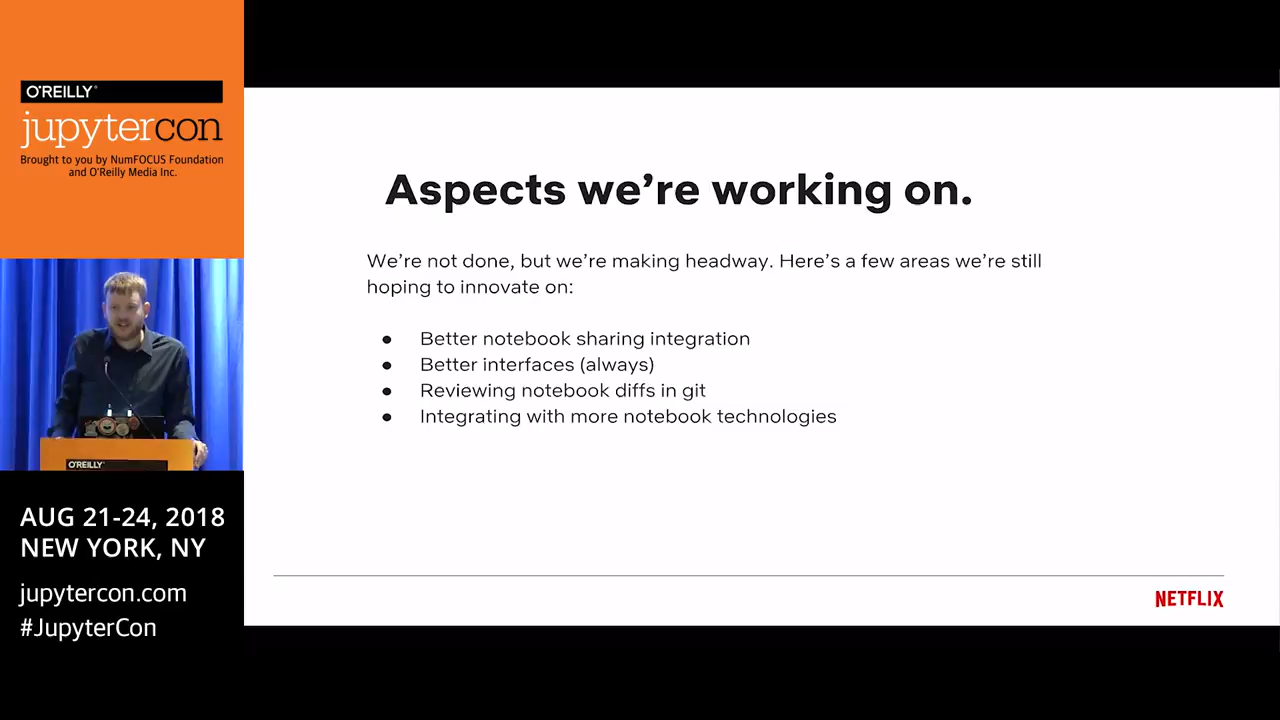 O'REILLY®
jupytercon
Brought to you by NumFOCUS Foundation
and O'Reilly Media Inc.
O'REILLY®
AUG 21-24, 2018
NEW YORK, NY
jupytercon.com
#JupyterCon
Aspects we’re working on.
We’re not done, but we’re making headway. Here’s a few areas we’re still
hoping to innovate on:
● Better notebook sharing integration
● Better interfaces (always)
● Reviewing notebook diffs in git
● Integrating with more notebook technologies
NETFLIX